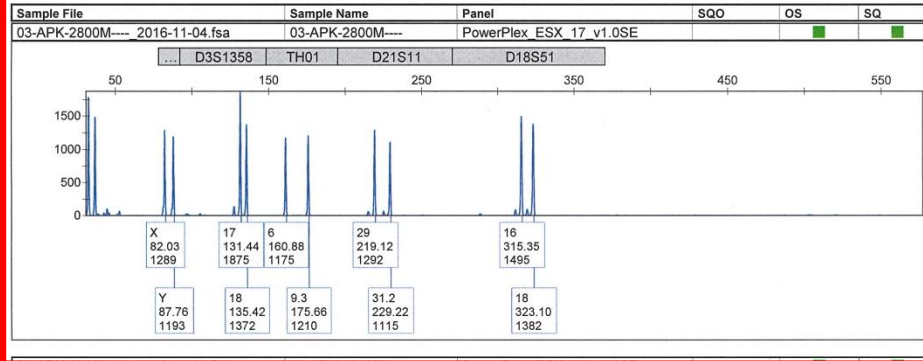 Sample File Sample Name Panel SQO OS SQ
03-APK-2800M----_2016-11-04.fsa 03-APK-2800M---- PowerPlex_ESX_17_v1.0SE
... D3S1358 TH01 D21S11 D18S51
50 150 250 350 450 550
1500
1000
500
0
X 17 6 29 16
82.03 131.44 160.88 219.12 315.35
1289 1875 1175 1292 1495
Y 18 9.3 31.2 18
87.76 135.42 175.66 229.22 323.10
1193 1372 1210 1115 1382